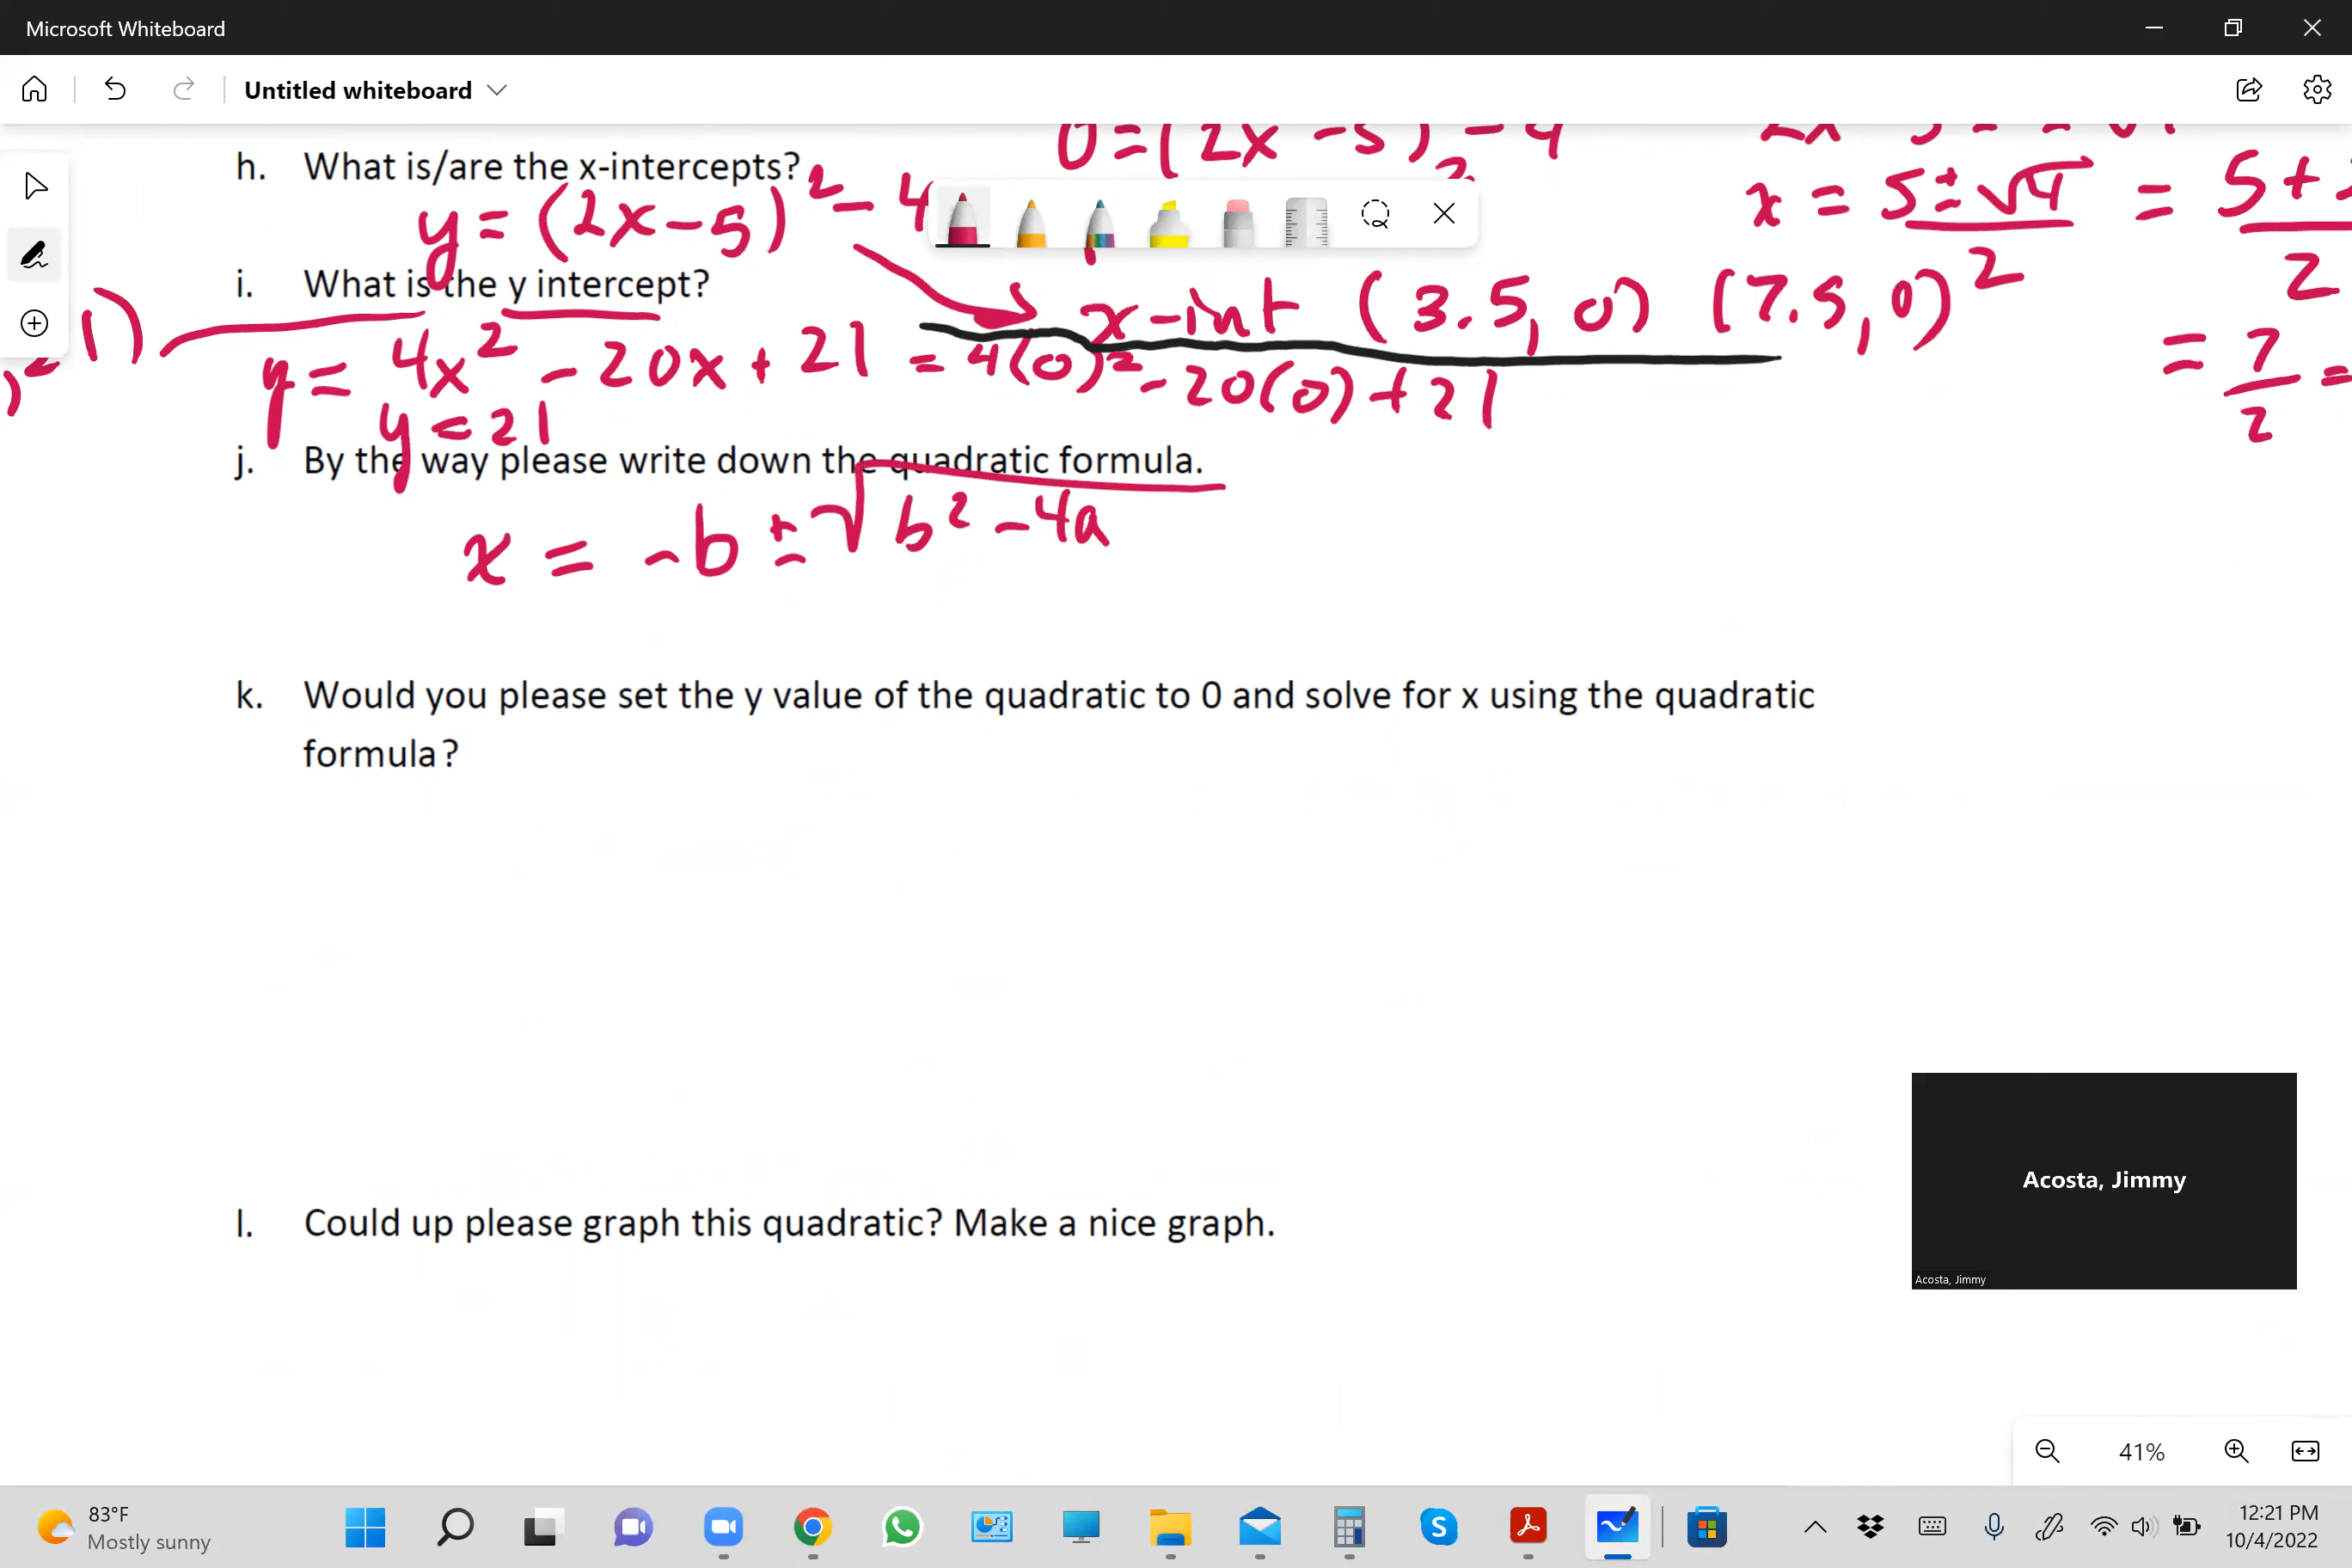 Microsoft Whiteboard
Untitled whiteboard
0 = (2x - 5)² - 4
h. What is/are the x-intercepts?
x = 5 ± √4 / 2 = 5 +
2
y = (2x - 5)² - 4
i. What is the y intercept?
x-int (3.5, 0) (7.5, 0)
y = 4x² - 20x + 21 = 4(0)² - 20(0) + 21
= 7/2 =
y = 21
j. By the way please write down the quadratic formula.
x = -b ± √b² - 4a
k. Would you please set the y value of the quadratic to 0 and solve for x using the quadratic
formula?
Acosta, Jimmy
Acosta, Jimmy
l. Could up please graph this quadratic? Make a nice graph.
41%
83°F
Mostly sunny
12:21 PM
10/4/2022